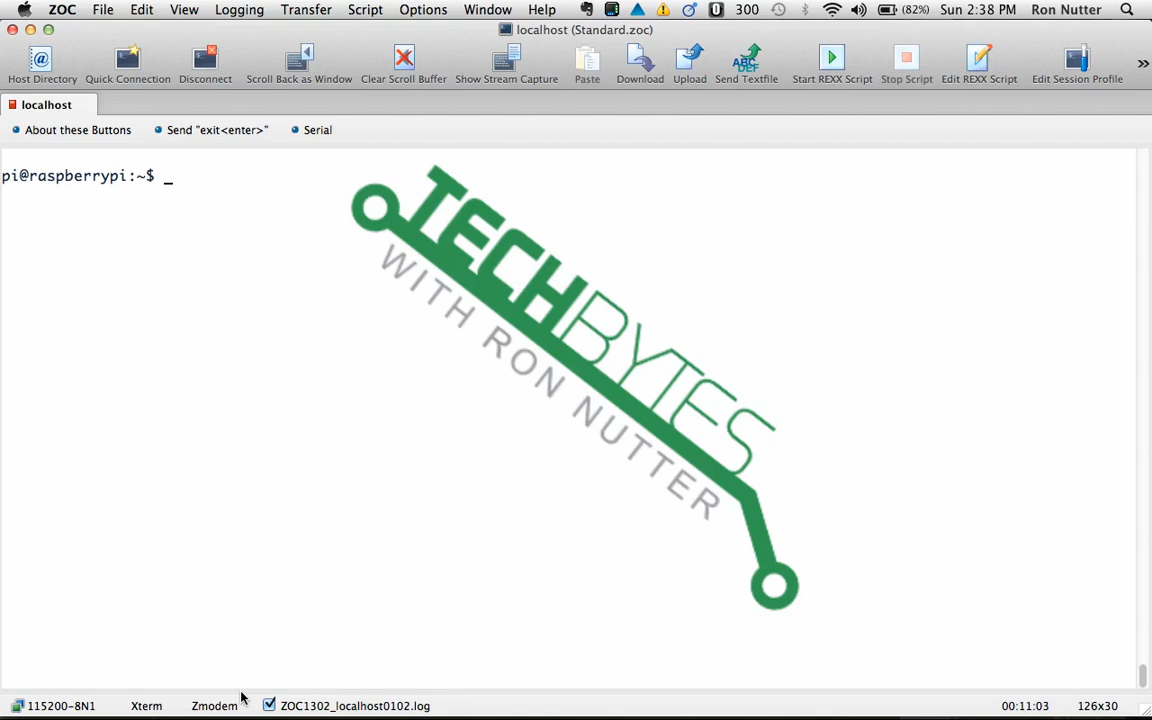 ZOC File Edit View Logging Transfer Script Options Window Help 300 (82%) Sun 2:38 PM Ron Nutter
localhost (Standard.zoc)
Host Directory Quick Connection Disconnect Scroll Back as Window Clear Scroll Buffer Show Stream Capture Paste Download Upload Send Textfile Start REXX Script Stop Script Edit REXX Script Edit Session Profile »
localhost
About these Buttons Send "exit<enter>" Serial
pi@raspberrypi:~$ _
TECHBYTES
WITH RON NUTTER
115200-8N1 Xterm Zmodem ZOC1302_localhost0102.log 00:11:03 126x30